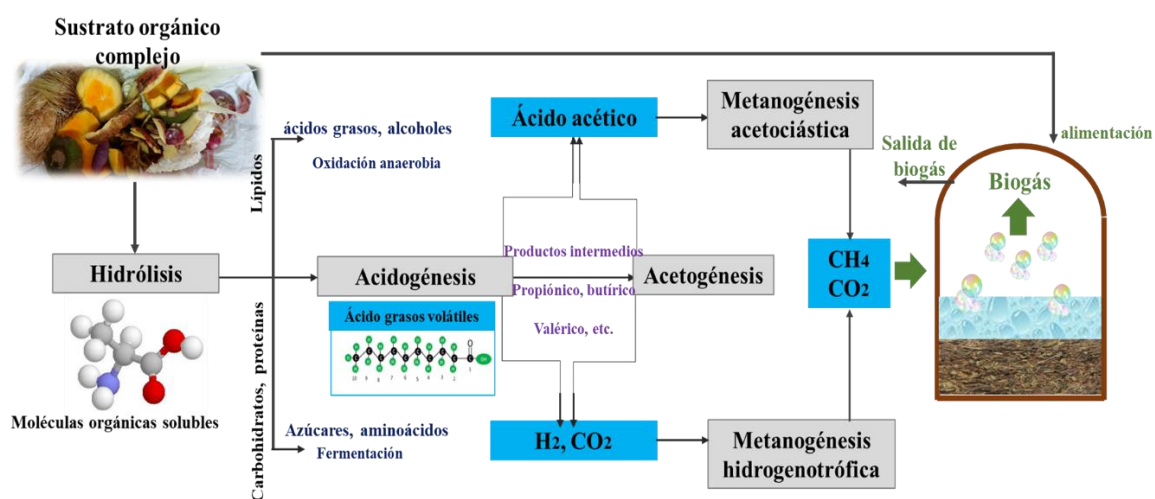 Sustrato orgánico
complejo
Lípidos
ácidos grasos, alcoholes
Oxidación anaerobia
Ácido acético
Metanogénesis
acetociástica
Salida de
biogás
alimentación
Biogás
Hidrólisis
Acidogénesis
Productos intermedios
Propiónico, butírico
Valérico, etc.
Acetogénesis
CH4
CO2
Ácido grasos volátiles
Moléculas orgánicas solubles
Carbohidratos, proteínas
Azúcares, aminoácidos
Fermentación
H2, CO2
Metanogénesis
hidrogenotrófica